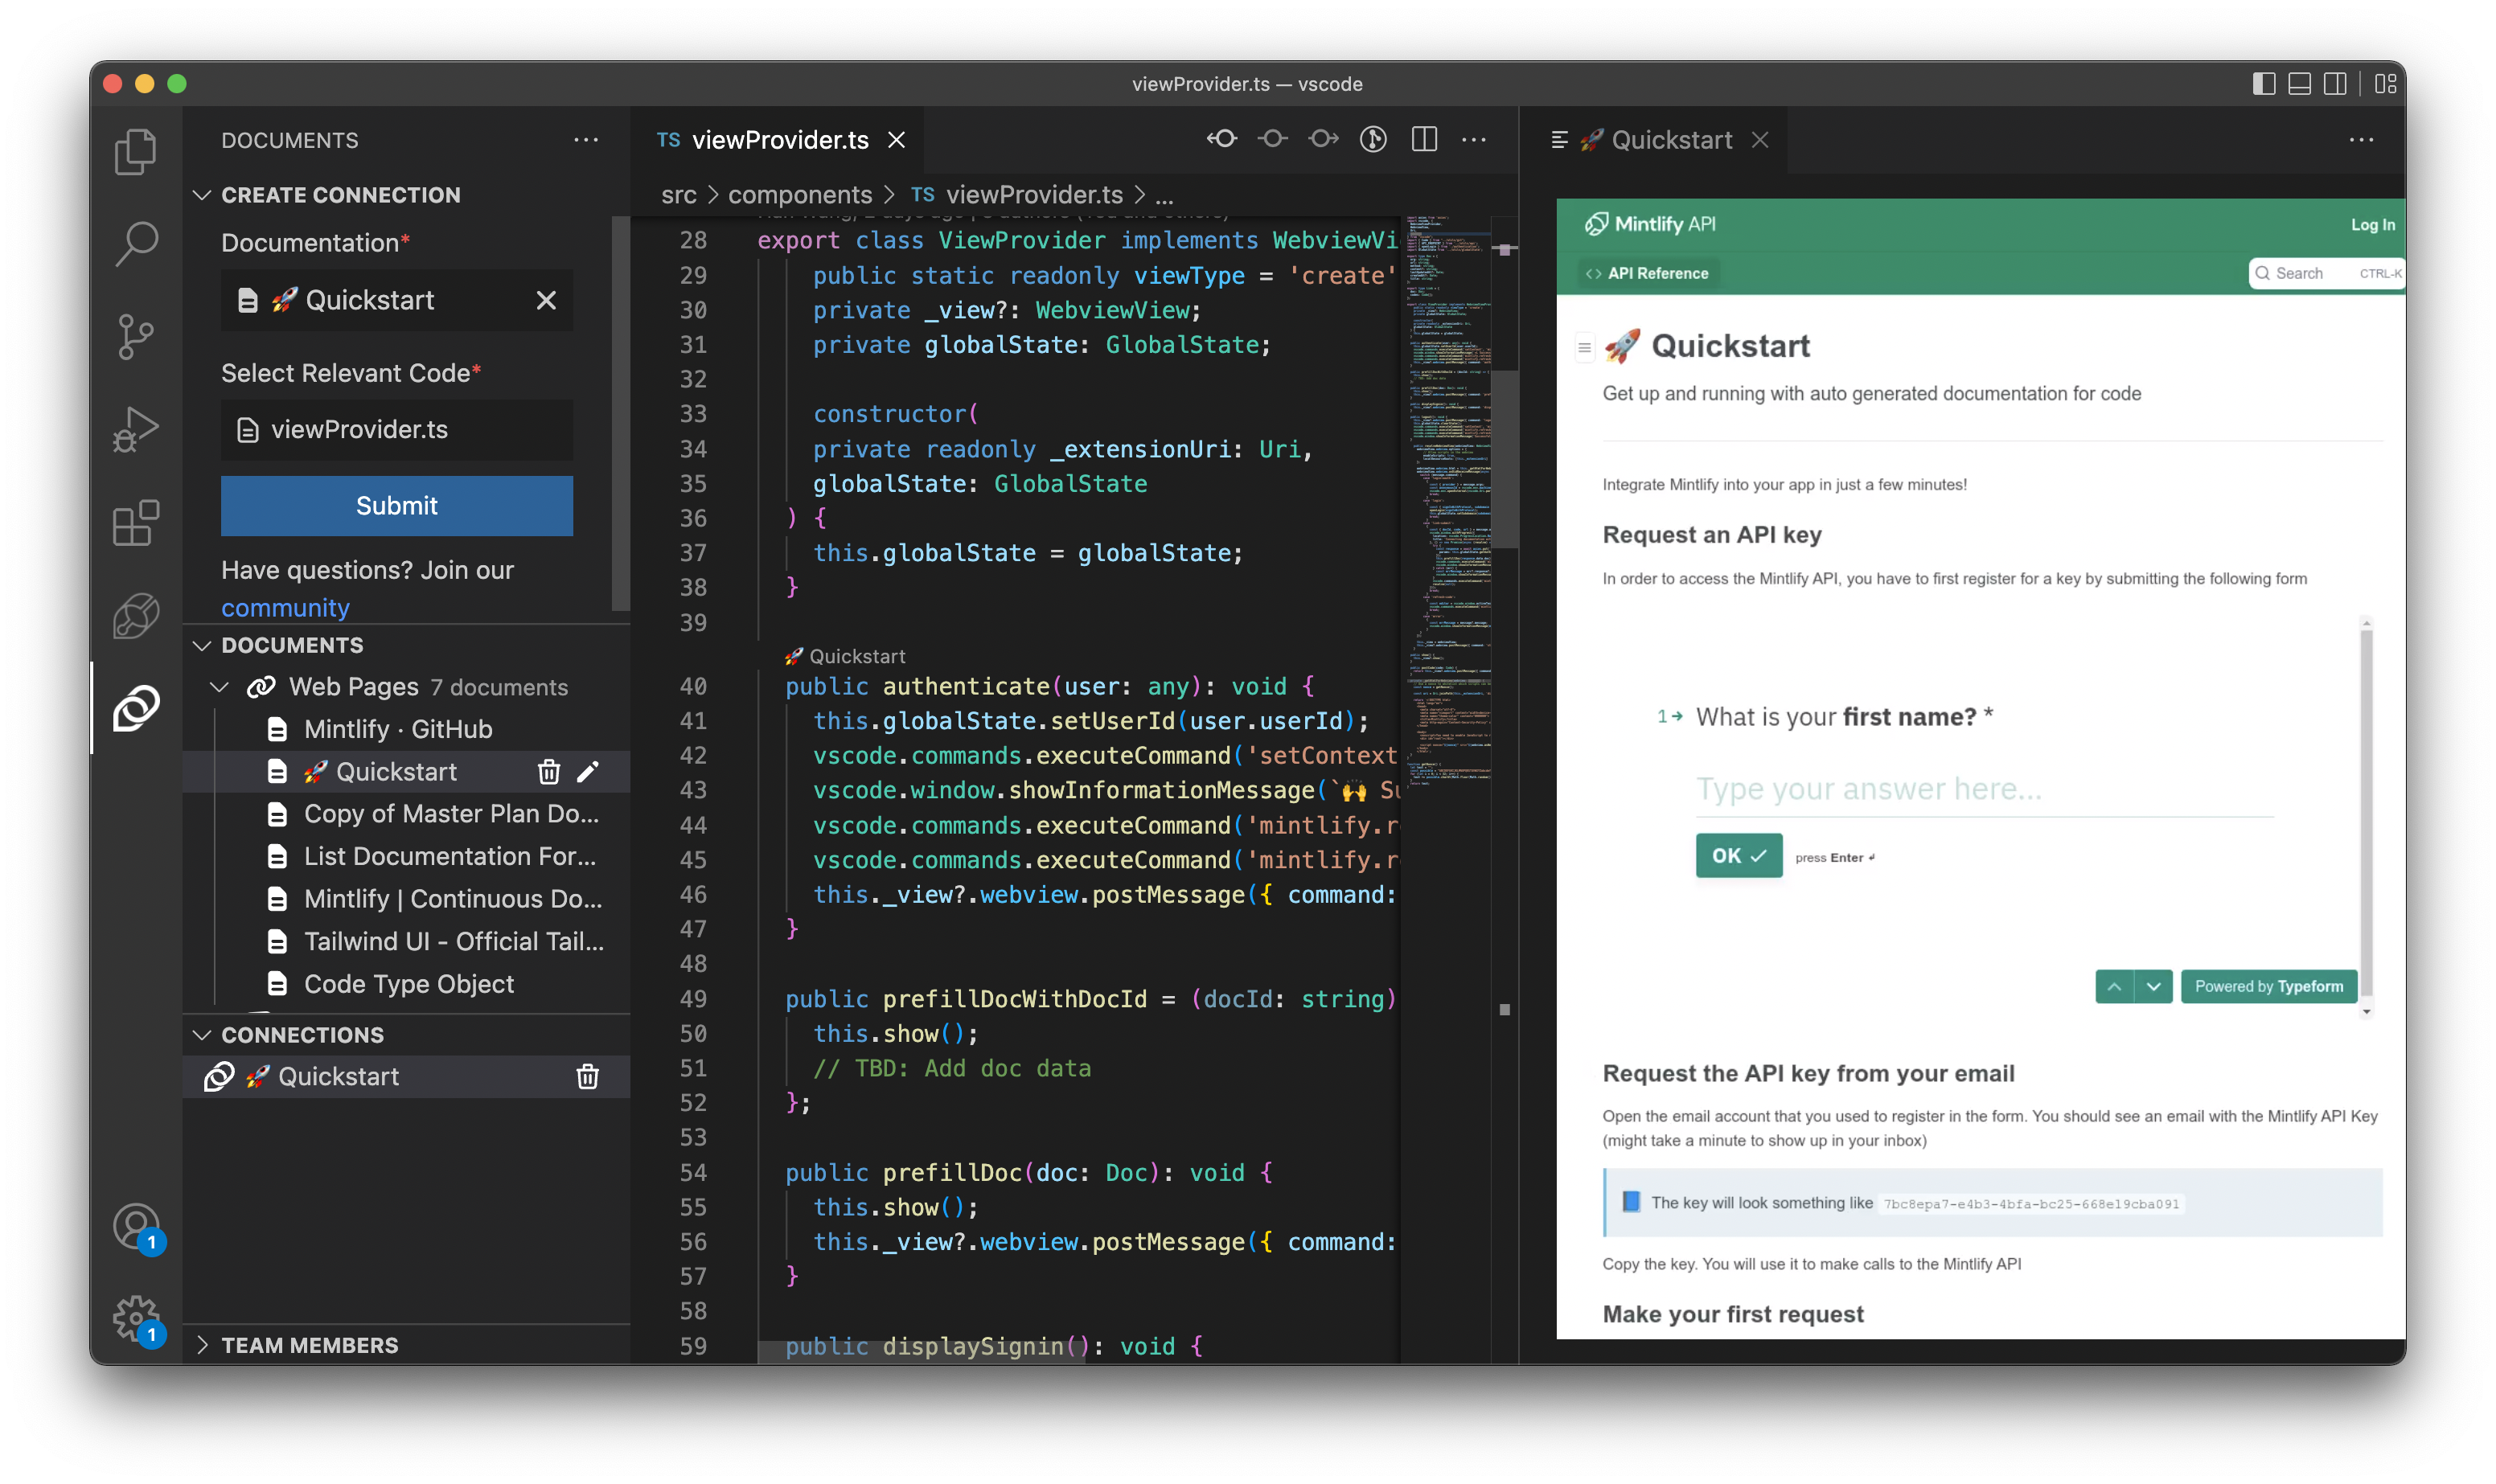 viewProvider.ts — vscode
DOCUMENTS
CREATE CONNECTION
Documentation*
🚀 Quickstart
Select Relevant Code*
viewProvider.ts
Submit
Have questions? Join our
community
DOCUMENTS
Web Pages 7 documents
Mintlify · GitHub
🚀 Quickstart
Copy of Master Plan Do...
List Documentation For...
Mintlify | Continuous Do...
Tailwind UI - Official Tail...
Code Type Object
CONNECTIONS
🚀 Quickstart
TEAM MEMBERS
1
1
TS viewProvider.ts
src > components > TS viewProvider.ts > ...
28 export class ViewProvider implements WebviewVi
29 public static readonly viewType = 'create'
30 private _view?: WebviewView;
31 private globalState: GlobalState;
32
33 constructor(
34 private readonly _extensionUri: Uri,
35 globalState: GlobalState
36 ) {
37 this.globalState = globalState;
38 }
39
🚀 Quickstart
40 public authenticate(user: any): void {
41 this.globalState.setUserId(user.userId);
42 vscode.commands.executeCommand('setContext
43 vscode.window.showInformationMessage(`🙌 Su
44 vscode.commands.executeCommand('mintlify.r
45 vscode.commands.executeCommand('mintlify.r
46 this._view?.webview.postMessage({ command:
47 }
48
49 public prefillDocWithDocId = (docId: string)
50 this.show();
51 // TBD: Add doc data
52 };
53
54 public prefillDoc(doc: Doc): void {
55 this.show();
56 this._view?.webview.postMessage({ command:
57 }
58
59 public displaySignin(): void {
🚀 Quickstart
Mintlify API
Log In
<> API Reference
Search CTRL-K
🚀 Quickstart
Get up and running with auto generated documentation for code
Integrate Mintlify into your app in just a few minutes!
Request an API key
In order to access the Mintlify API, you have to first register for a key by submitting the following form
1 → What is your first name? *
Type your answer here...
OK ✓ press Enter ↵
Powered by Typeform
Request the API key from your email
Open the email account that you used to register in the form. You should see an email with the Mintlify API Key
(might take a minute to show up in your inbox)
📘 The key will look something like 7bc8epa7-e4b3-4bfa-bc25-668e19cba091
Copy the key. You will use it to make calls to the Mintlify API
Make your first request